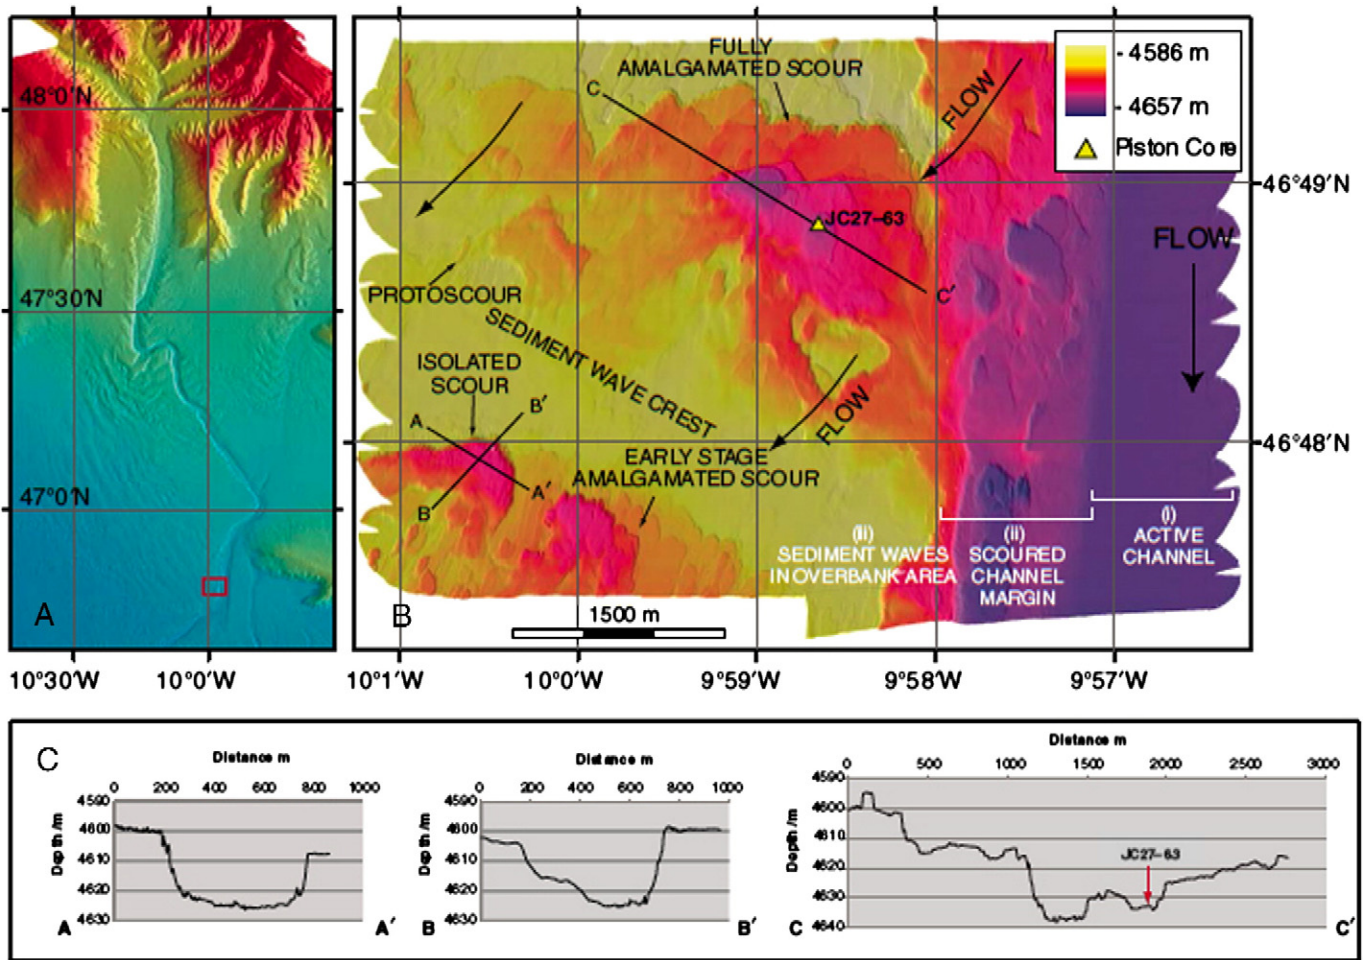 48°0′N
47°30′N
47°0′N
A
10°30′W
10°0′W
FULLY
AMALGAMATED SCOUR
C
FLOW
- 4586 m
- 4657 m
Piston Core
46°49′N
JC27–63
FLOW
C′
PROTOSCOUR
SEDIMENT WAVE CREST
ISOLATED
SCOUR
A
B′
FLOW
46°48′N
EARLY STAGE
AMALGAMATED SCOUR
A′
B
(iii)
SEDIMENT WAVES
IN OVERBANK AREA
(ii)
SCOURED
CHANNEL
MARGIN
(i)
ACTIVE
CHANNEL
B
1500 m
10°1′W
10°0′W
9°59′W
9°58′W
9°57′W
C
Distance m
0 200 400 600 800 1000
Depth /m
4590
4600
4610
4620
4630
A
A′
Distance m
0 200 400 600 800 1000
Depth /m
4590
4600
4610
4620
4630
B
B′
Distance m
0 500 1000 1500 2000 2500 3000
Depth /m
4590
4600
4610
4620
4630
4640
JC27–63
C
C′